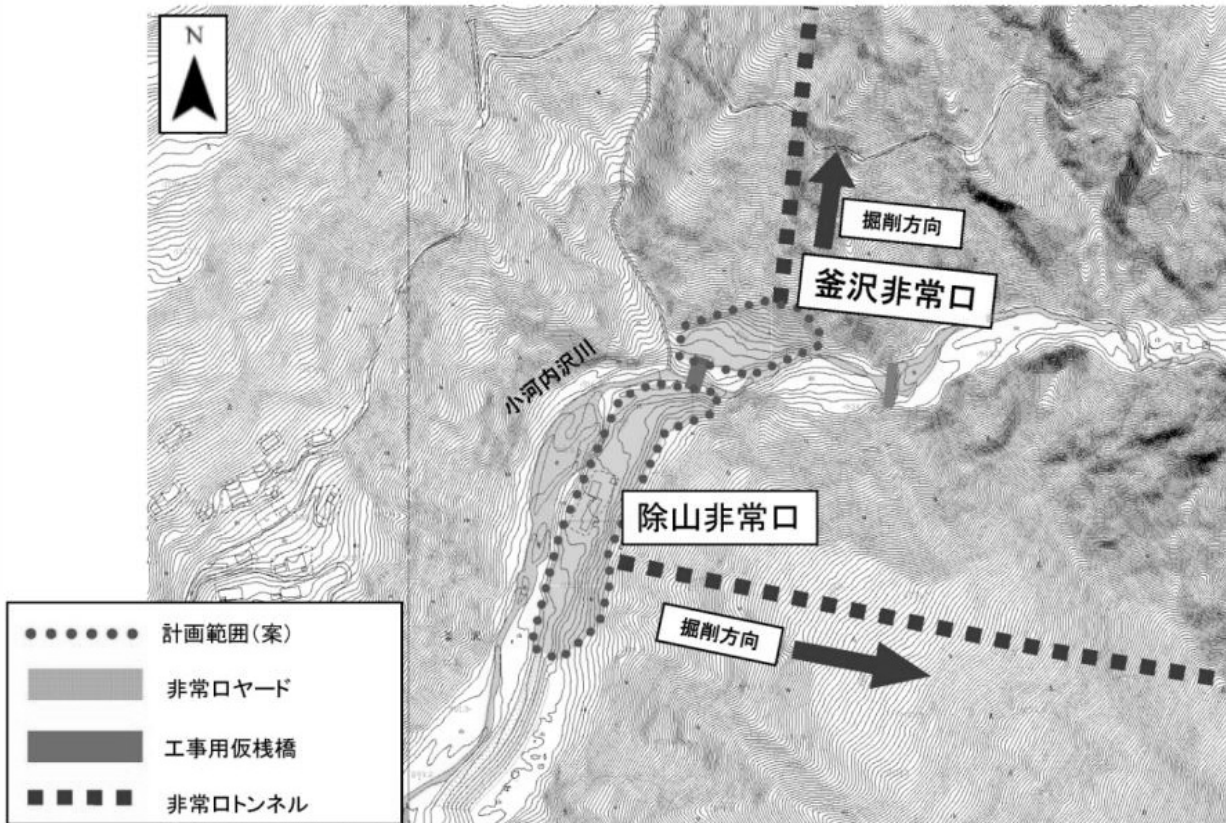 N
掘削方向
釜沢非常口
小河内沢川
除山非常口
掘削方向
計画範囲(案)
非常口ヤード
工事用仮桟橋
非常口トンネル